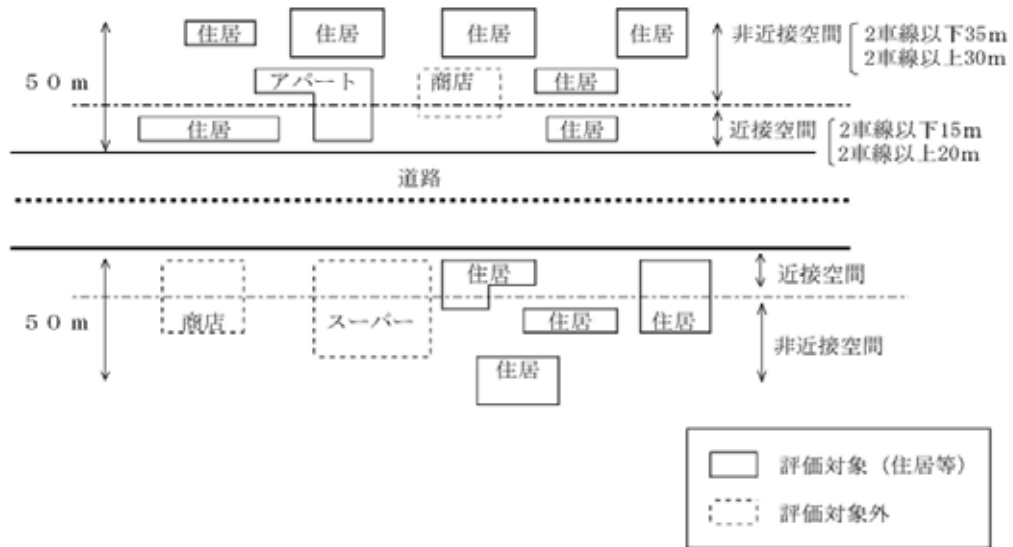 住居 住居 住居 住居 非近接空間 2車線以下35m
2車線以上30m
50m
アパート 商店 住居
住居 住居 近接空間 2車線以下15m
2車線以上20m
道路
住居 近接空間
50m
商店 スーパー 住居 住居
非近接空間
住居
評価対象(住居等)
評価対象外